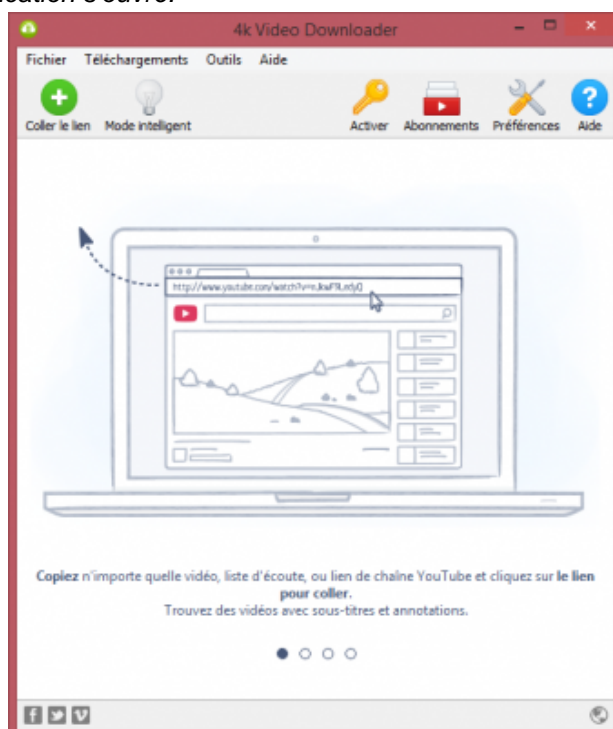 ication s'ouvre.
4k Video Downloader
Fichier Téléchargements Outils Aide
Coller le lien Mode intelligent Activer Abonnements Préférences Aide
Copiez n'importe quelle vidéo, liste d'écoute, ou lien de chaîne YouTube et cliquez sur le lien
pour coller.
Trouvez des vidéos avec sous-titres et annotations.